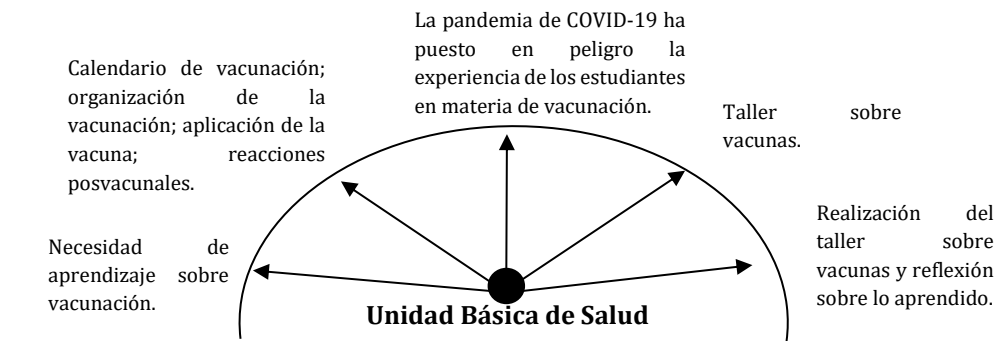 La pandemia de COVID-19 ha
puesto en peligro la
experiencia de los estudiantes
en materia de vacunación.
Calendario de vacunación;
organización de la
vacunación; aplicación de la
vacuna; reacciones
posvacunales.
Taller sobre
vacunas.
Necesidad de
aprendizaje sobre
vacunación.
Realización del
taller sobre
vacunas y reflexión
sobre lo aprendido.
Unidad Básica de Salud